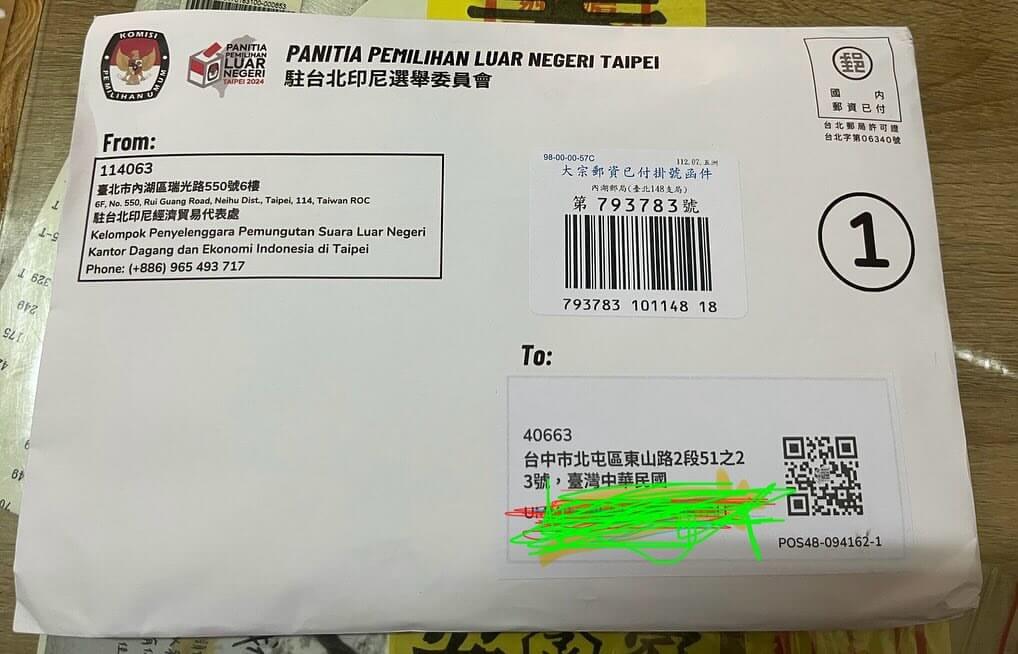 KOMISI
PEMILIHAN UMUM
PANITIA
PEMILIHAN
LUAR
NEGERI
TAIPEI 2024
PANITIA PEMILIHAN LUAR NEGERI TAIPEI
駐台北印尼選舉委員會
郵
國內
郵資已付
台北郵局許可證
台北字第06340號
From:
114063
臺北市內湖區瑞光路550號6樓
6F, No. 550, Rui Guang Road, Neihu Dist., Taipei, 114, Taiwan ROC
駐台北印尼經濟貿易代表處
Kelompok Penyelenggara Pemungutan Suara Luar Negeri
Kantor Dagang dan Ekonomi Indonesia di Taipei
Phone: (+886) 965 493 717
98-00-00-57C
112.07.五洲
大宗郵資已付掛號函件
內湖郵局(臺北148支局)
第 793783 號
793783 101148 18
1
To:
40663
台中市北屯區東山路2段51之2
3號，臺灣中華民國
POS48-094162-1
329 T
249
175